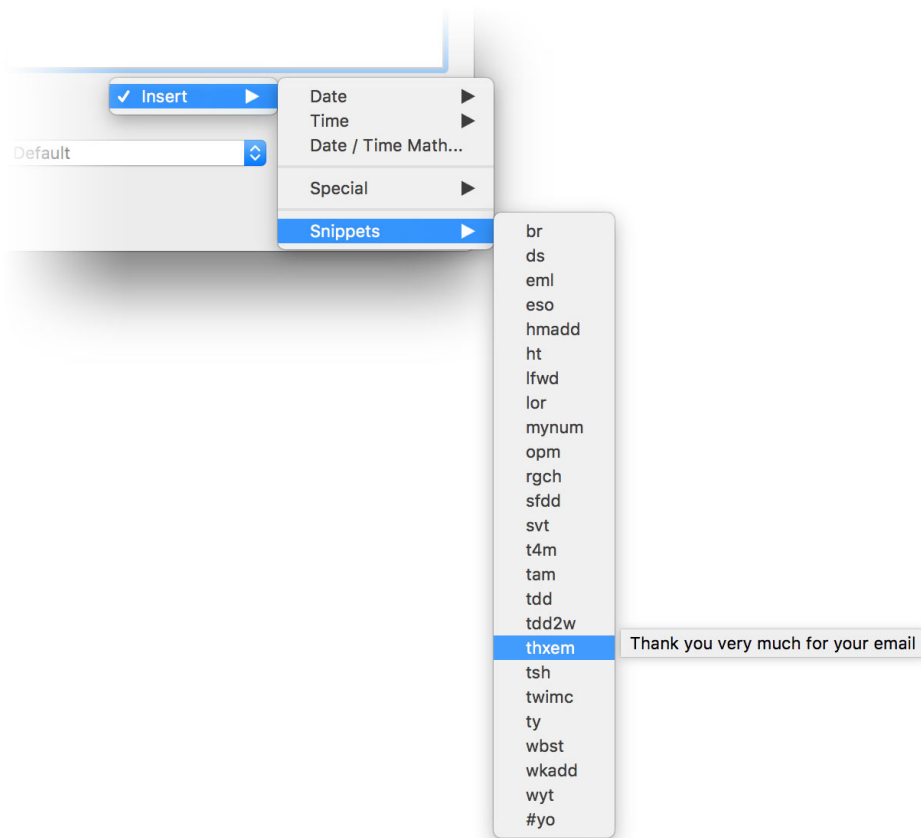 ✓ Insert ▶
Date ▶
Time ▶
Date / Time Math...
Default
Special ▶
Snippets ▶
br
ds
eml
eso
hmadd
ht
lfwd
lor
mynum
opm
rgch
sfdd
svt
t4m
tam
tdd
tdd2w
thxem
Thank you very much for your email
tsh
twimc
ty
wbst
wkadd
wyt
#yo